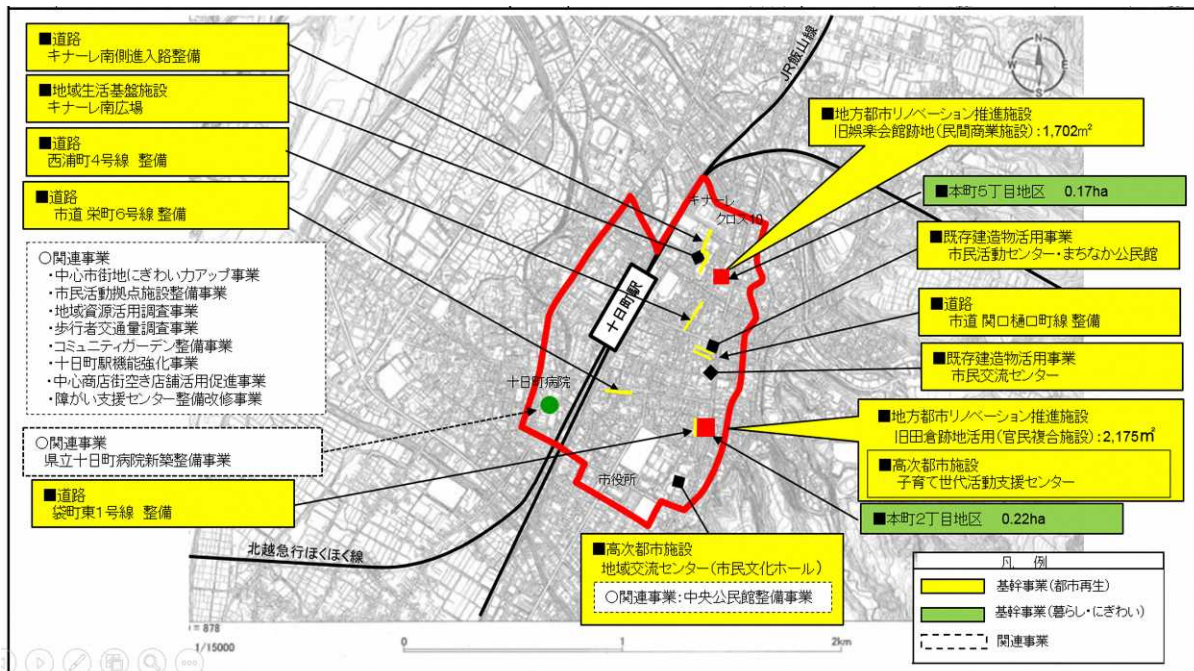 ■道路
キナーレ南側進入路整備
■地域生活基盤施設
キナーレ南広場
■道路
西浦町4号線 整備
■道路
市道 栄町6号線 整備
○関連事業
・中心市街地にぎわい力アップ事業
・市民活動拠点施設整備事業
・地域資源活用調査事業
・歩行者交通量調査事業
・コミュニティガーデン整備事業
・十日町駅機能強化事業
・中心商店街空き店舗活用促進事業
・障がい支援センター整備改修事業
○関連事業
県立十日町病院新築整備事業
■道路
袋町東1号線 整備
北越急行ほくほく線
JR飯山線
N
W
E
S
キナーレ
クロス10
十日町駅
十日町病院
市役所
■地方都市リノベーション推進施設
旧娯楽会館跡地(民間商業施設):1,702㎡
■本町5丁目地区 0.17ha
■既存建造物活用事業
市民活動センター・まちなか公民館
■道路
市道 関口樋口町線 整備
■既存建造物活用事業
市民交流センター
■地方都市リノベーション推進施設
旧田倉跡地活用(官民複合施設):2,175㎡
■高次都市施設
子育て世代活動支援センター
■本町2丁目地区 0.22ha
■高次都市施設
地域交流センター(市民文化ホール)
○関連事業:中央公民館整備事業
凡 例
基幹事業(都市再生)
基幹事業(暮らし・にぎわい)
関連事業
= 878
1/15000
0
1
2km